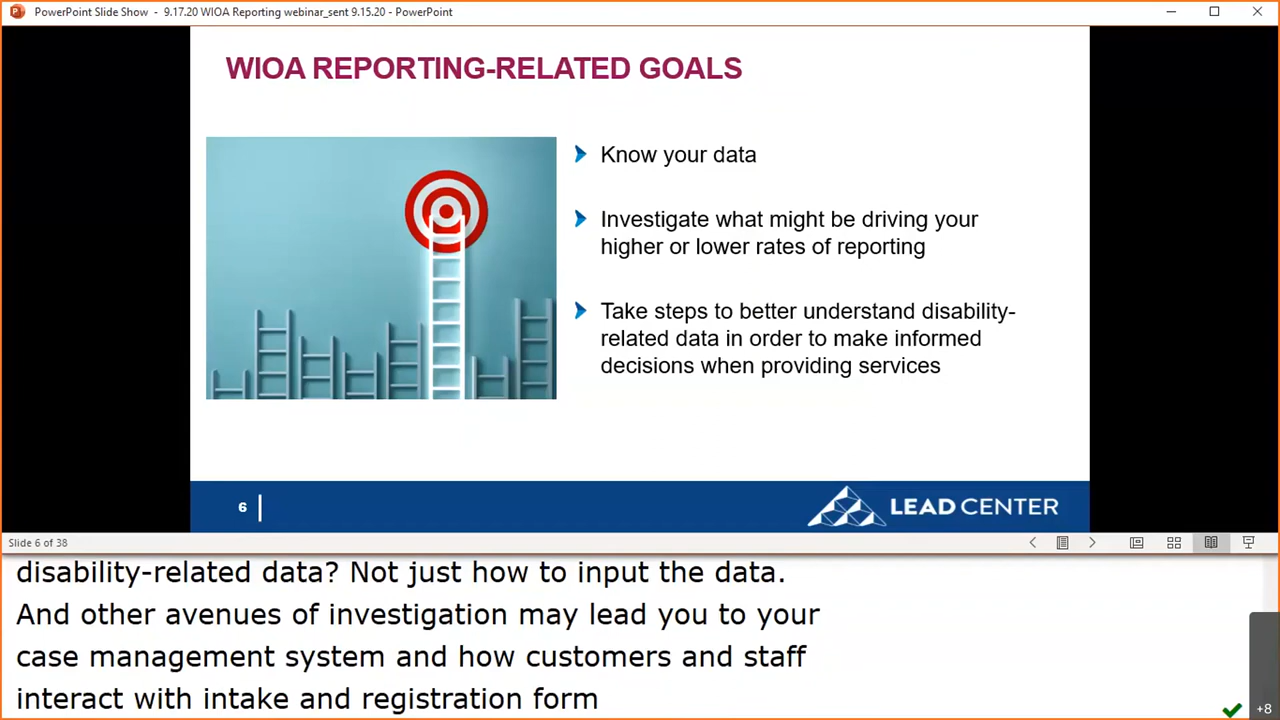 PowerPoint Slide Show - 9.17.20 WIOA Reporting webinar_sent 9.15.20 - PowerPoint
WIOA REPORTING-RELATED GOALS
Know your data
Investigate what might be driving your
higher or lower rates of reporting
Take steps to better understand disability-
related data in order to make informed
decisions when providing services
6
LEAD CENTER
Slide 6 of 38
disability-related data? Not just how to input the data.
And other avenues of investigation may lead you to your
case management system and how customers and staff
interact with intake and registration form
+8